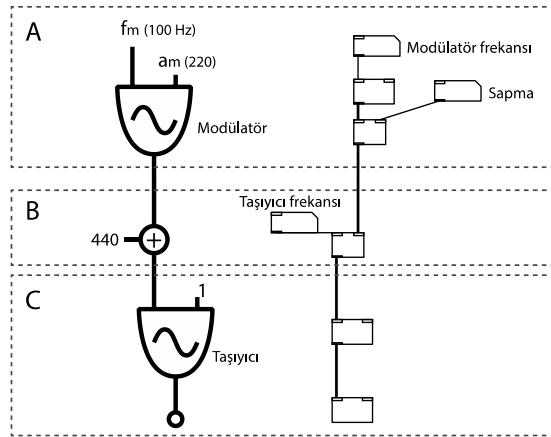 A
fm (100 Hz)
am (220)
Modülatör
Modülatör frekansı
Sapma
B
440
+
Taşıyıcı frekansı
C
1
Taşıyıcı